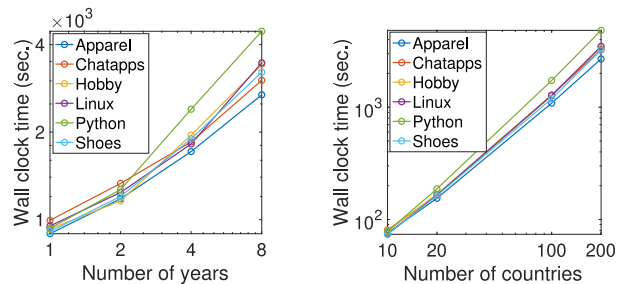 × 10³
4
2
1
Wall clock time (sec.)
Apparel
Chatapps
Hobby
Linux
Python
Shoes
1 2 4 8
Number of years
10³
10²
Wall clock time (sec.)
Apparel
Chatapps
Hobby
Linux
Python
Shoes
10 20 100 200
Number of countries